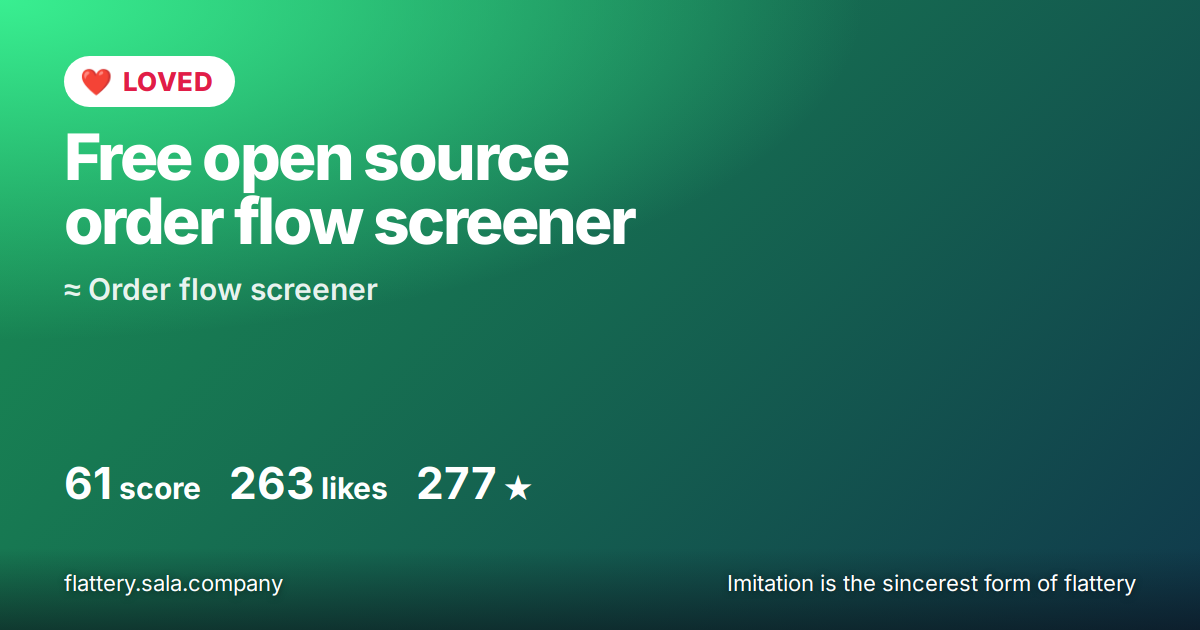 ❤️ LOVED
Free open source
order flow screener
≈ Order flow screener
61 score 263 likes 277 ★
flattery.sala.company
Imitation is the sincerest form of flattery